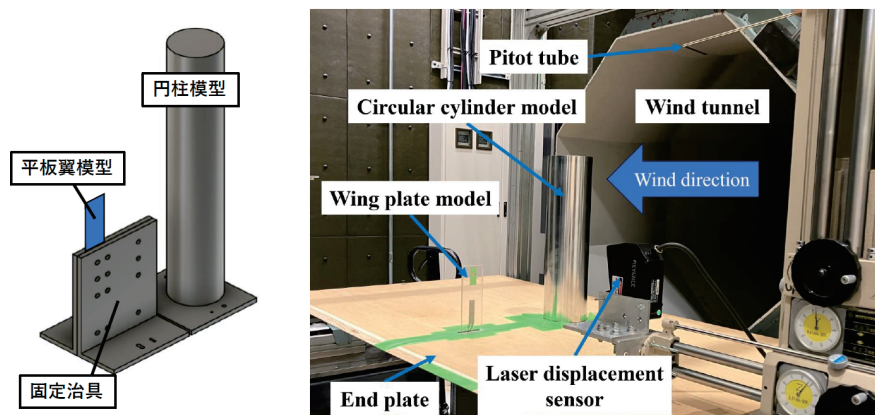 円柱模型
平板翼模型
固定治具
Pitot tube
Circular cylinder model
Wind tunnel
Wind direction
Wing plate model
End plate
Laser displacement
sensor